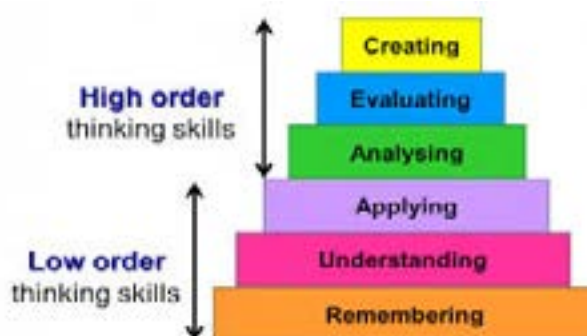 Creating
High order
thinking skills
Evaluating
Analysing
Applying
Low order
thinking skills
Understanding
Remembering